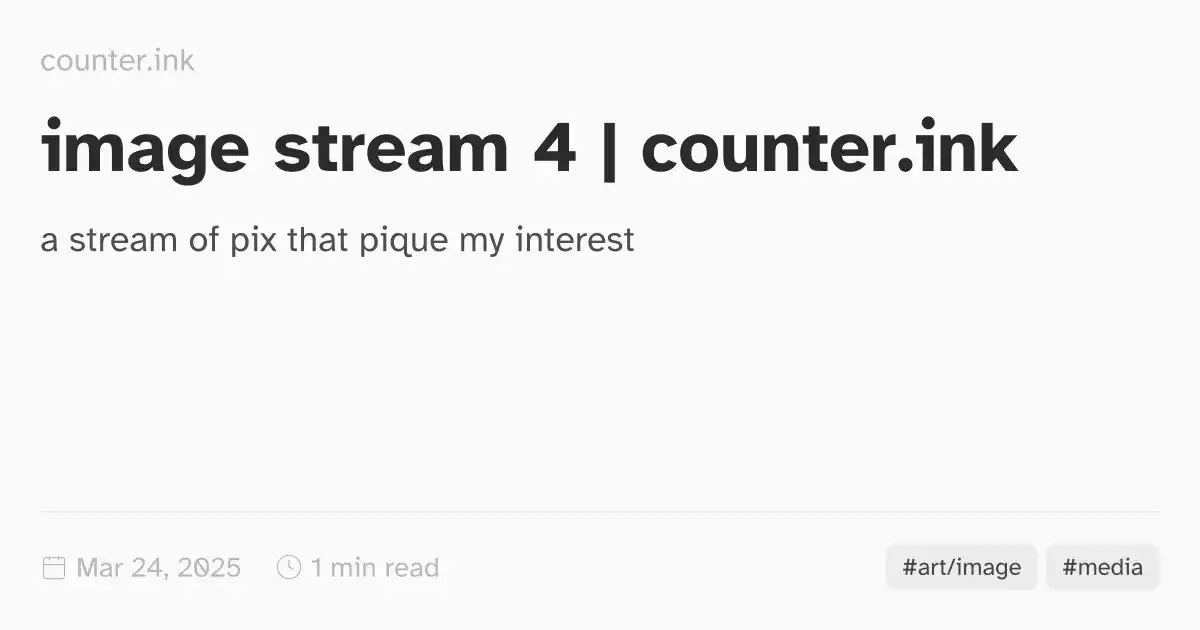 counter.ink
image stream 4 | counter.ink
a stream of pix that pique my interest
Mar 24, 2025 1 min read #art/image #media